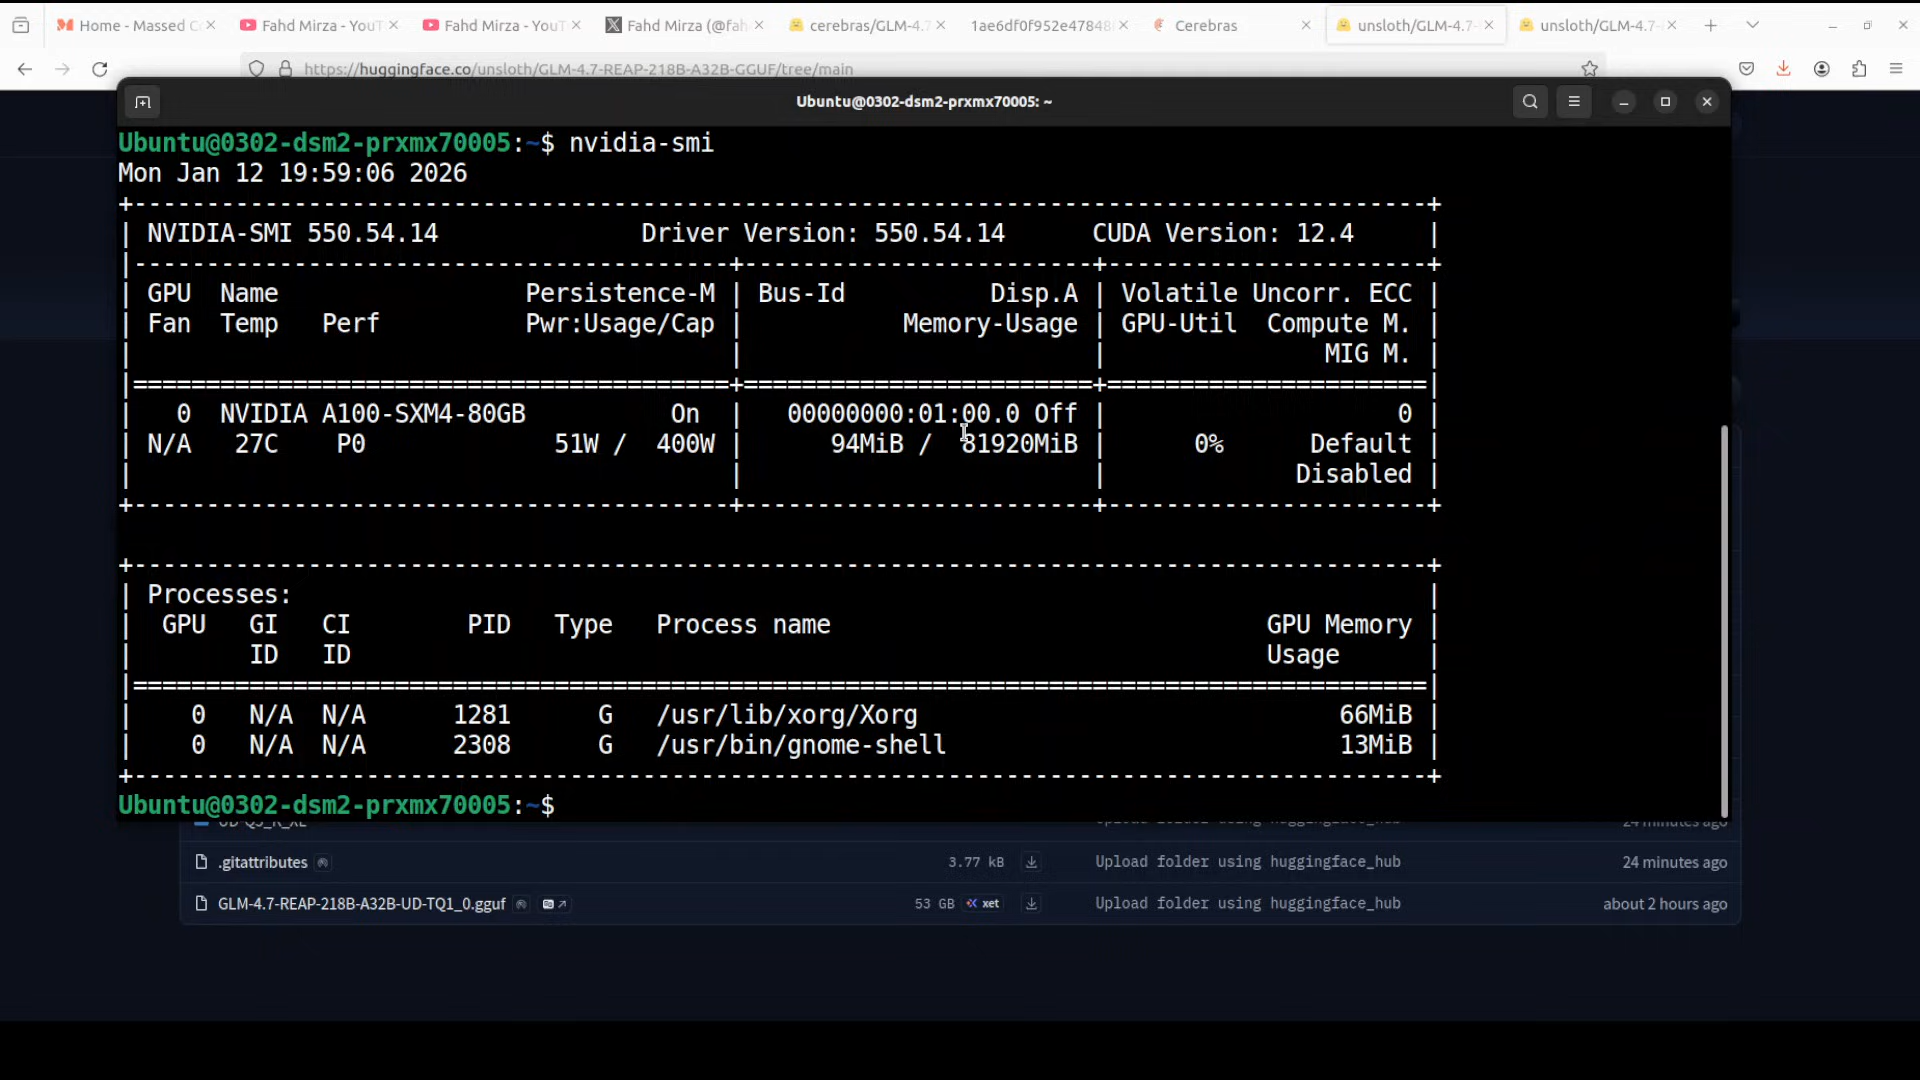 Home - Massed C
Fahd Mirza - YouT
Fahd Mirza - YouT
Fahd Mirza (@fah
cerebras/GLM-4.7
1ae6df0f952e47848
Cerebras
unsloth/GLM-4.7-
unsloth/GLM-4.7-
https://huggingface.co/unsloth/GLM-4.7-REAP-218B-A32B-GGUF/tree/main
Ubuntu@0302-dsm2-prxmx70005: ~
Ubuntu@0302-dsm2-prxmx70005:~$ nvidia-smi
Mon Jan 12 19:59:06 2026
+-----------------------------------------------------------------------------------------+
| NVIDIA-SMI 550.54.14              Driver Version: 550.54.14      CUDA Version: 12.4     |
|-----------------------------------------+------------------------+----------------------+
| GPU  Name                 Persistence-M | Bus-Id          Disp.A | Volatile Uncorr. ECC |
| Fan  Temp   Perf          Pwr:Usage/Cap |           Memory-Usage | GPU-Util  Compute M. |
|                                         |                        |               MIG M. |
|=========================================+========================+======================|
|   0  NVIDIA A100-SXM4-80GB          On  |   00000000:01:00.0 Off |                    0 |
| N/A   27C    P0              51W /  400W |      94MiB /  81920MiB |      0%      Default |
|                                         |                        |             Disabled |
+-----------------------------------------+------------------------+----------------------+
+-----------------------------------------------------------------------------------------+
| Processes:                                                                              |
|  GPU   GI   CI        PID   Type   Process name                              GPU Memory |
|        ID   ID                                                               Usage      |
|=========================================================================================|
|    0   N/A  N/A      1281      G   /usr/lib/xorg/Xorg                             66MiB |
|    0   N/A  N/A      2308      G   /usr/bin/gnome-shell                           13MiB |
+-----------------------------------------------------------------------------------------+
Ubuntu@0302-dsm2-prxmx70005:~$
Upload folder using huggingface_hub 24 minutes ago
.gitattributes 3.77 kB Upload folder using huggingface_hub 24 minutes ago
GLM-4.7-REAP-218B-A32B-UD-TQ1_0.gguf 53 GB xet Upload folder using huggingface_hub about 2 hours ago